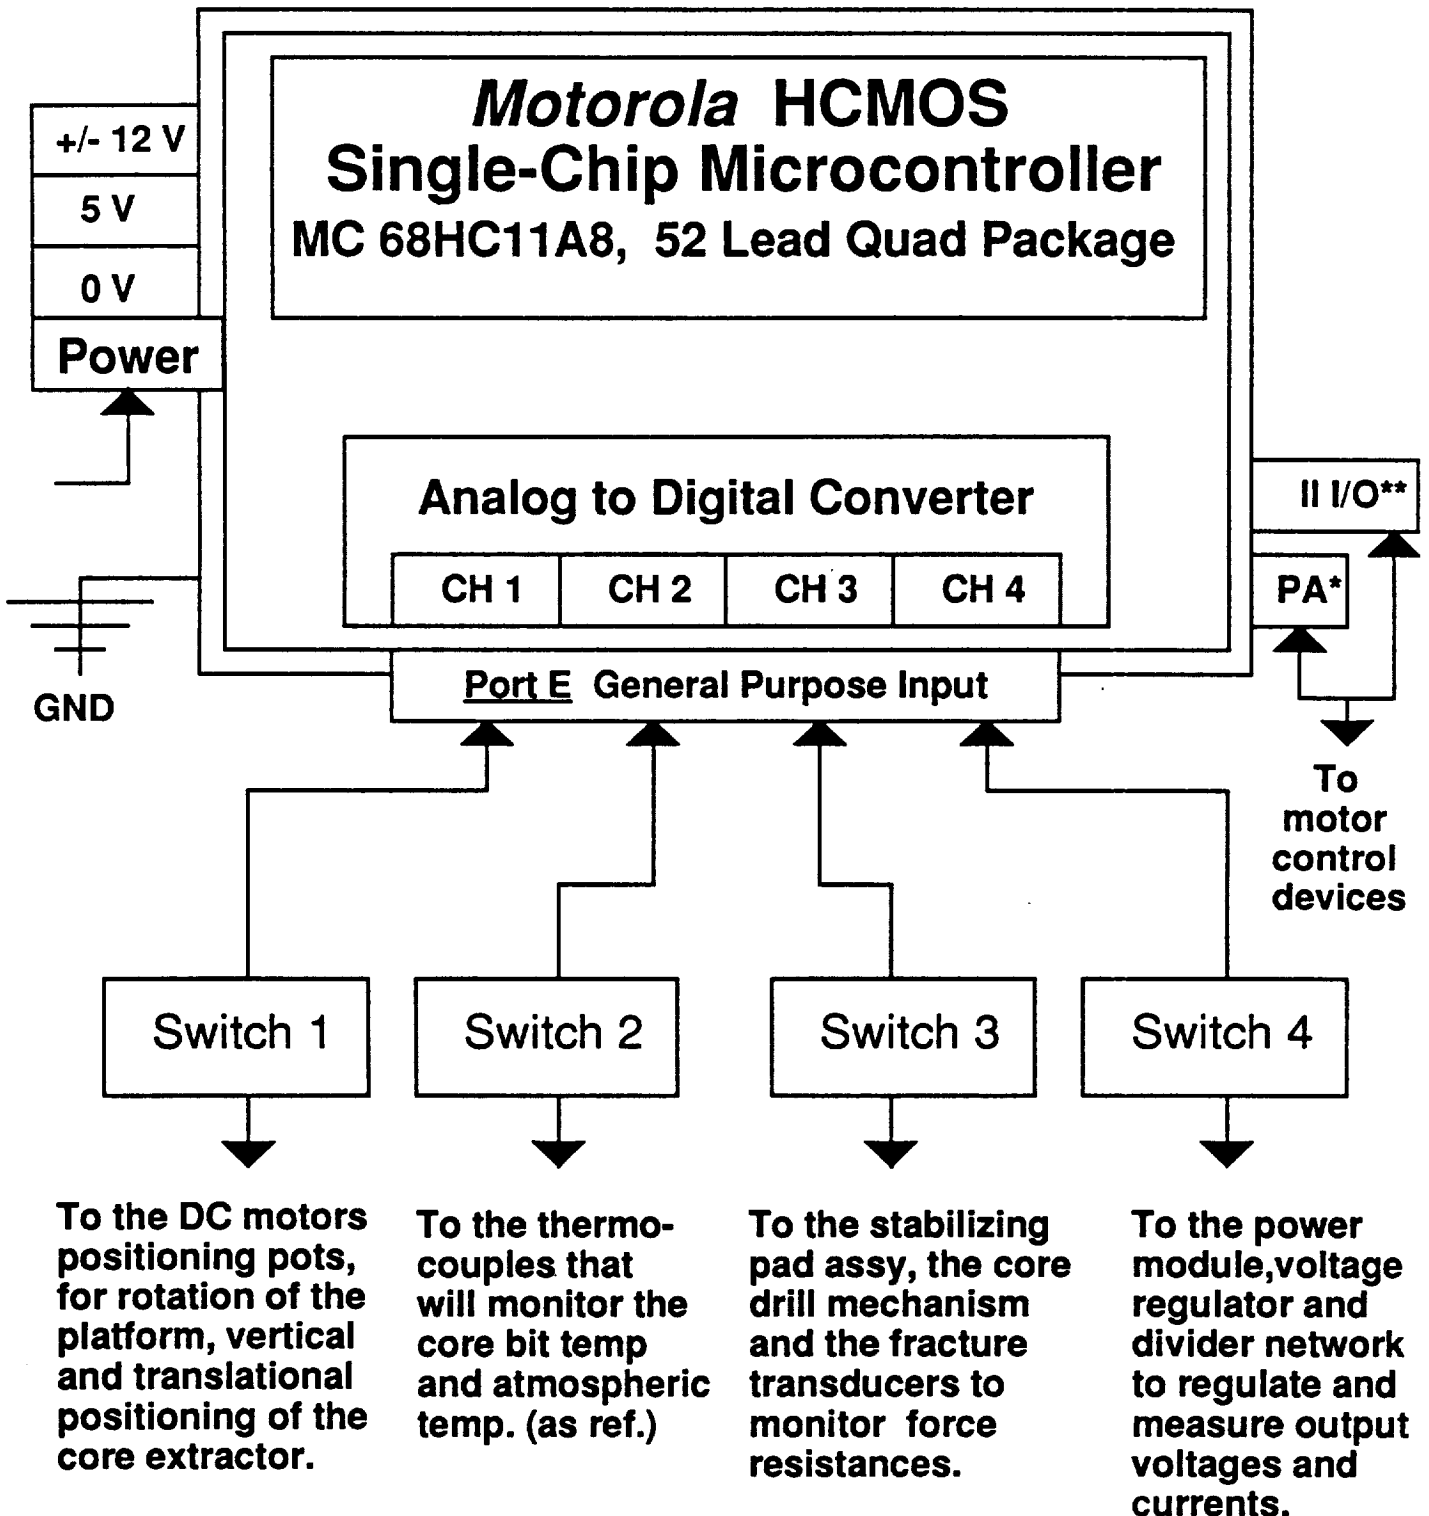 Motorola HCMOS
Single-Chip Microcontroller
MC 68HC11A8, 52 Lead Quad Package
+/- 12 V
5 V
0 V
Power
Analog to Digital Converter
CH 1 CH 2 CH 3 CH 4
II I/O**
PA*
Port E General Purpose Input
GND
To
motor
control
devices
Switch 1
Switch 2
Switch 3
Switch 4
To the DC motors
positioning pots,
for rotation of the
platform, vertical
and translational
positioning of the
core extractor.
To the thermo-
couples that
will monitor the
core bit temp
and atmospheric
temp. (as ref.)
To the stabilizing
pad assy, the core
drill mechanism
and the fracture
transducers to
monitor force
resistances.
To the power
module,voltage
regulator and
divider network
to regulate and
measure output
voltages and
currents.